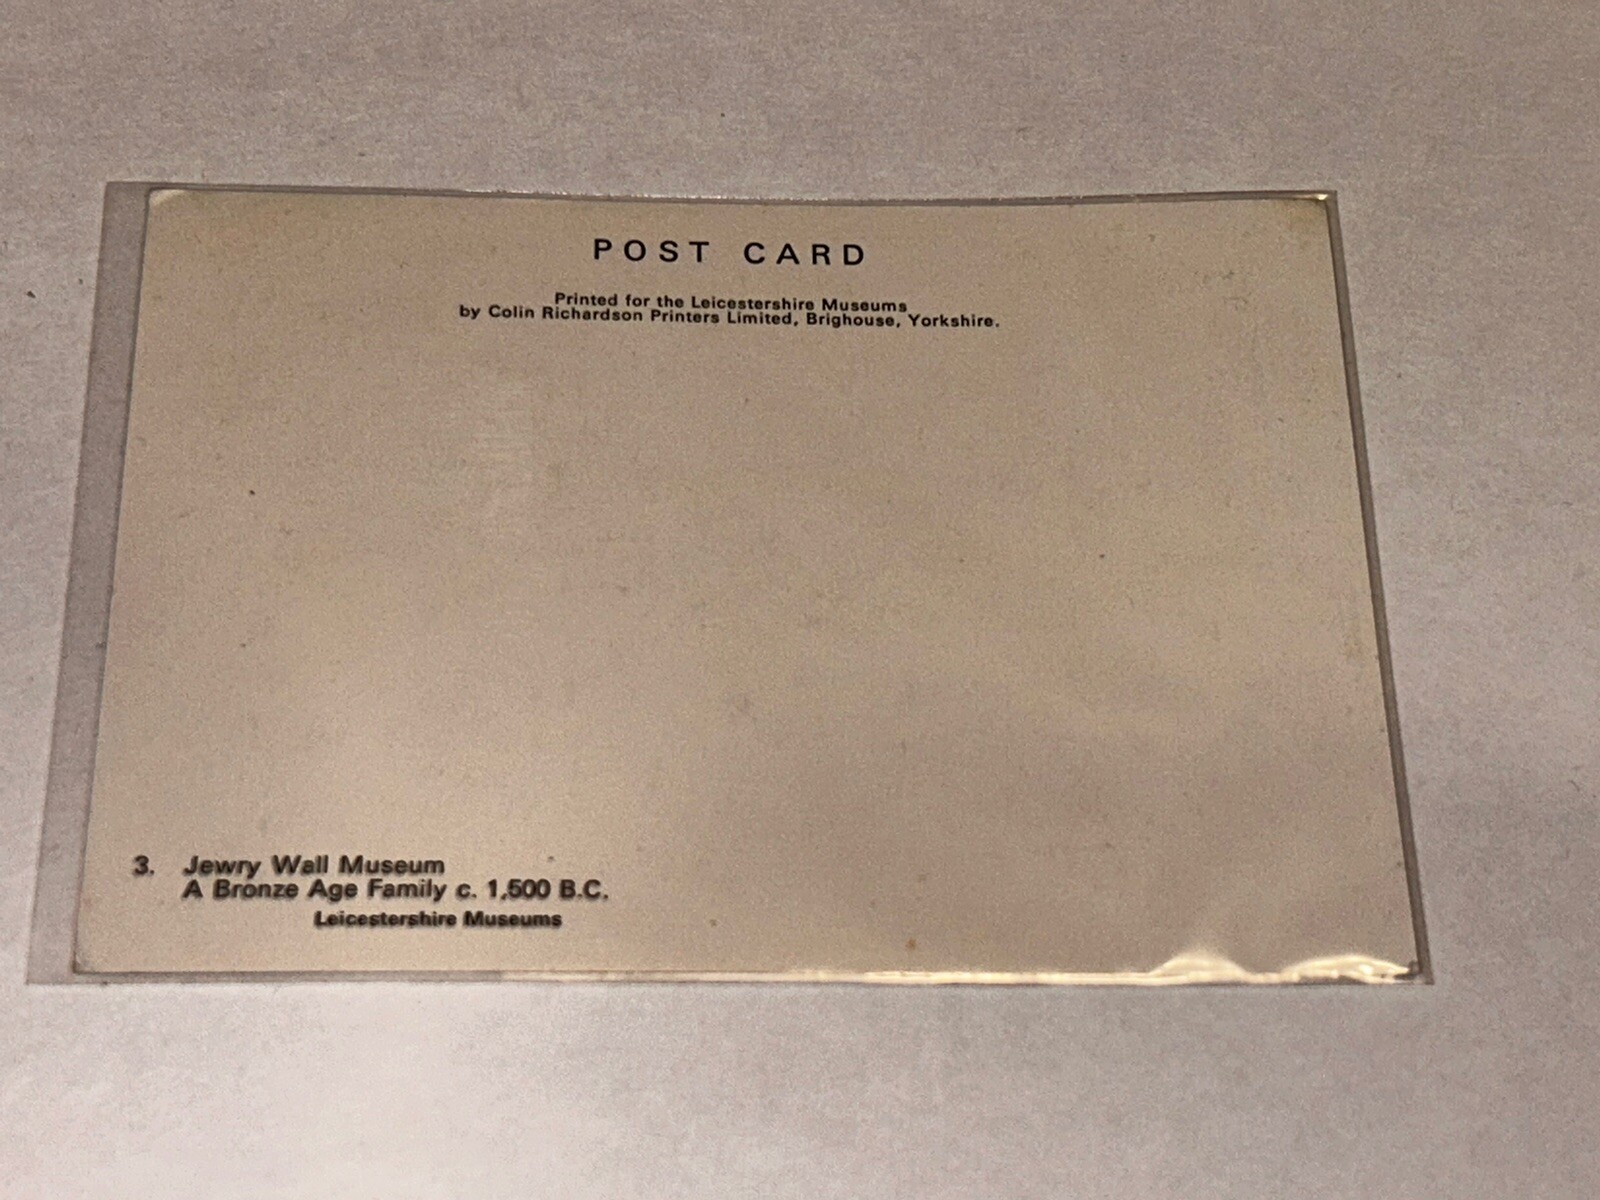 POST CARD
Printed for the Leicestershire Museums
by Colin Richardson Printers Limited, Brighouse, Yorkshire.
3. Jewry Wall Museum
A Bronze Age Family c. 1,500 B.C.
Leicestershire Museums